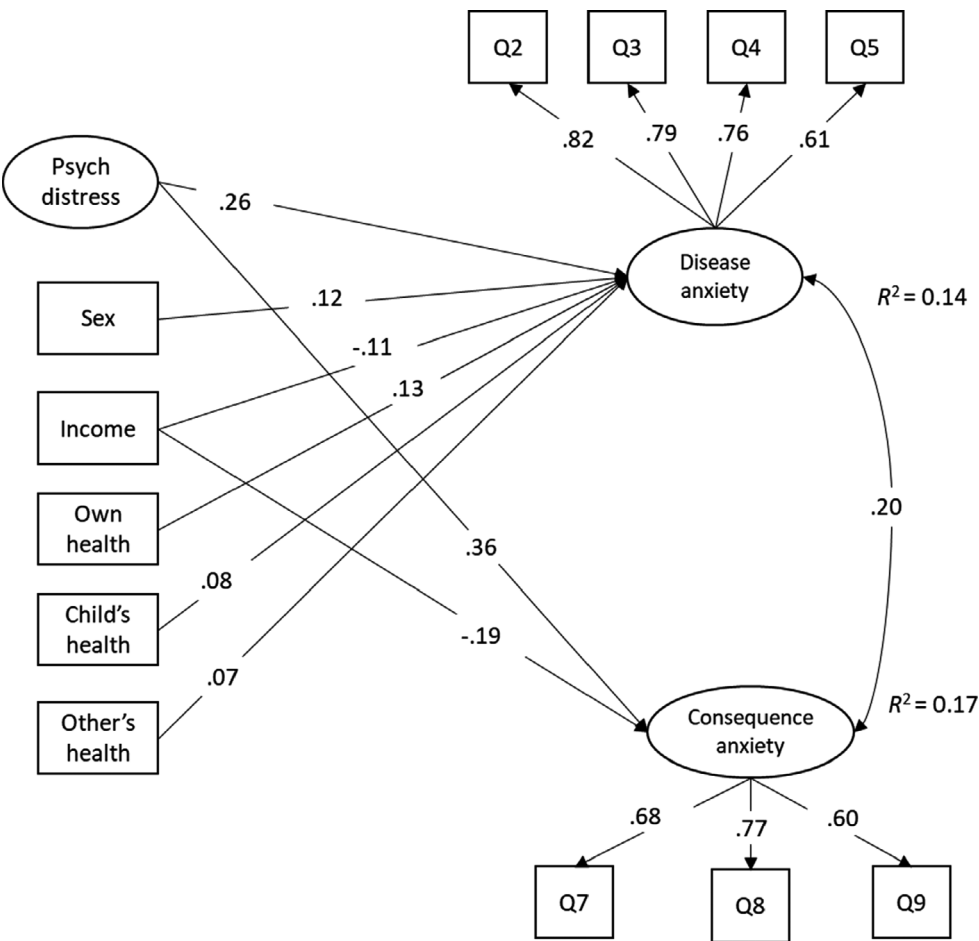 Q2 Q3 Q4 Q5
.82 .79 .76 .61
Psych
distress
.26
Disease
anxiety
R² = 0.14
Sex
.12
-.11
.13
Income
Own
health
.20
.36
.08
Child’s
health
-.19
.07
Other’s
health
R² = 0.17
Consequence
anxiety
.68 .77 .60
Q7 Q8 Q9